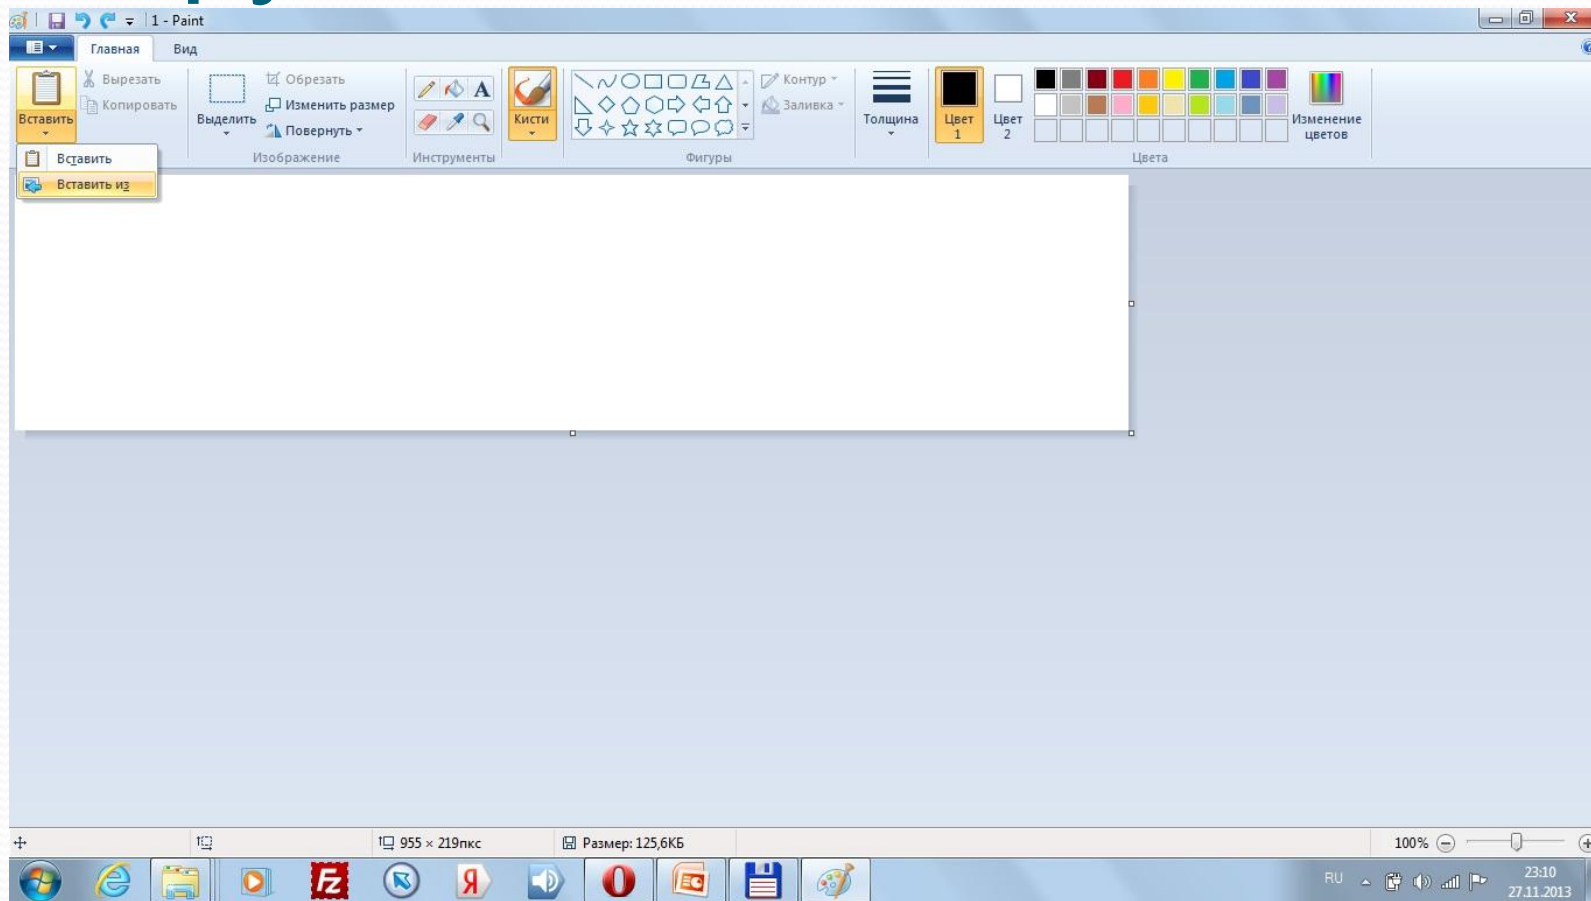 1 - Paint
Главная Вид
Вставить
Вырезать
Копировать
Вставить
Вставить из
Выделить
Обрезать
Изменить размер
Повернуть
Изображение
A
Инструменты
Кисти
Контур
Заливка
Фигуры
Толщина
Цвет 1
Цвет 2
Изменение цветов
Цвета
955 × 219пкс
Размер: 125,6КБ
100%
Fz
Я
RU
23:10
27.11.2013